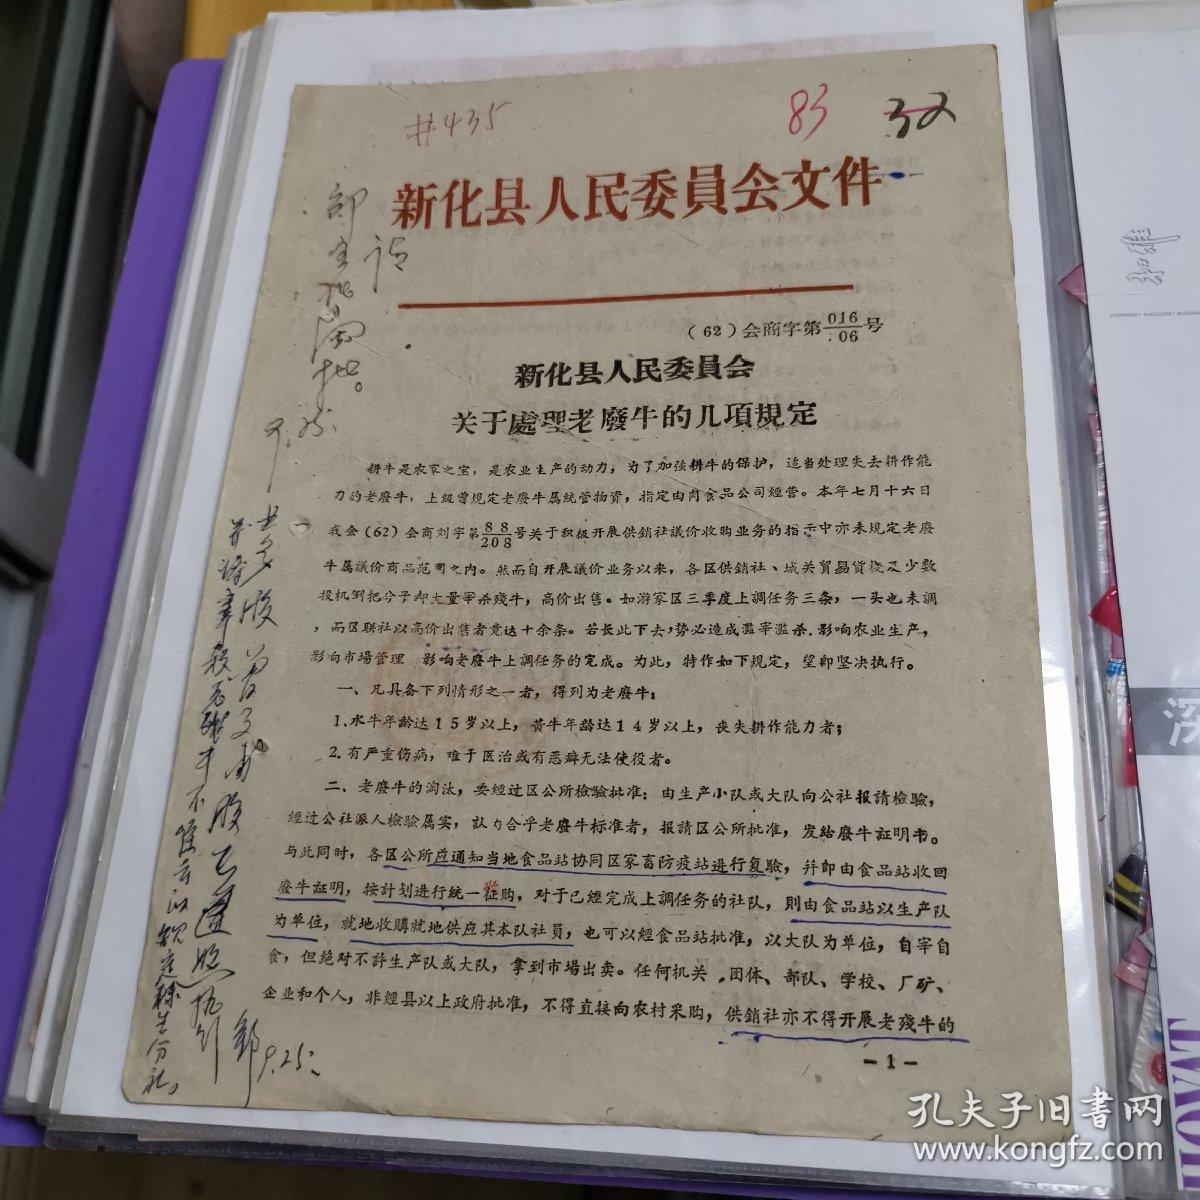 #435
83
32
新化县人民委員会文件
(62)会商字第016/06号
新化县人民委員会
关于處理老廢牛的几項規定
耕牛是农家之宝，是农业生产的动力，为了加強耕牛的保护，适当处理失去耕作能
力的老廢牛，上級曾規定老廢牛属統管物資，指定由肉食品公司經营。本年七月十六日
我会(62)会商刘字第88/208号关于积极开展供銷社議价收购业务的指示中亦未規定老廢
牛属議价商品范围之内。然而自开展議价业务以来，各区供銷社、城关貿易貨栈及少数
投机倒把分子却大量宰杀殘牛，高价出售。如游家区三季度上調任务三条，一头也未調
，而区联社以高价出售者竟达十余条。若长此下去，势必造成濫宰濫杀，影响农业生产，
影响市場管理 影响老廢牛上調任务的完成。为此，特作如下規定，望即坚决执行。
一、凡具备下列情形之一者，得列为老廢牛：
1.水牛年龄达15岁以上，黄牛年龄达14岁以上，丧失耕作能力者；
2.有严重伤病，难于医治或有恶癖无法使役者。
二、老廢牛的淘汰，要經过区公所檢驗批准：由生产小队或大队向公社报請檢驗，
經过公社派人檢驗属实，认为合乎老廢牛标准者，报請区公所批准，发給廢牛証明书。
与此同时，各区公所应通知当地食品站协同区家畜防疫站进行复驗，幷即由食品站收回
廢牛証明，按計划进行統一收购，对于已經完成上調任务的社队，則由食品站以生产队
为单位，就地收購就地供应其本队社員，也可以經食品站批准，以大队为单位，自宰自
食，但絕对不許生产队或大队，拿到市場出卖。任何机关、团体、部队、学校、厂矿、
企业和个人，非經县以上政府批准，不得直接向农村采购，供銷社亦不得开展老殘牛的
-1-
9.25
深
孔夫子旧书网
www.kongfz.com